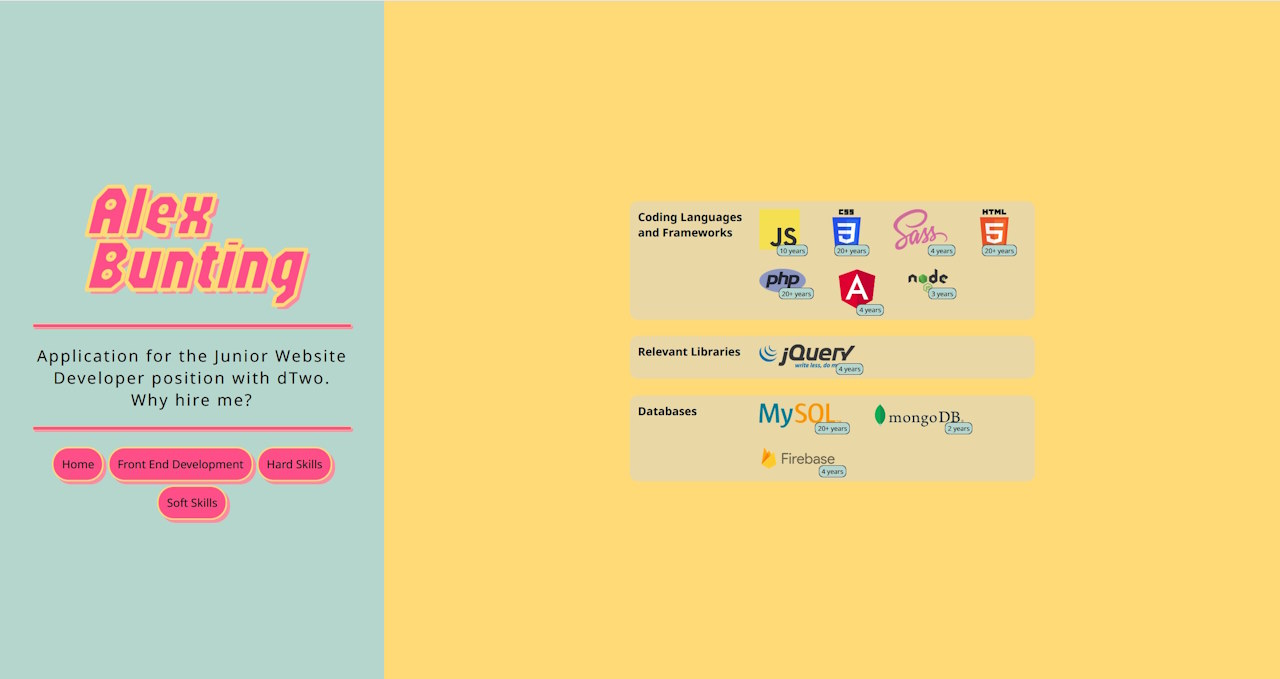 Alex
Bunting
Application for the Junior Website
Developer position with dTwo.
Why hire me?
Home
Front End Development
Hard Skills
Soft Skills
Coding Languages
and Frameworks
JS
10 years
CSS
3
20+ years
Sass
4 years
HTML
5
20+ years
php
20+ years
A
4 years
node
3 years
Relevant Libraries
jQuery
write less, do
4 years
Databases
MySQL
20+ years
mongoDB
2 years
Firebase
4 years